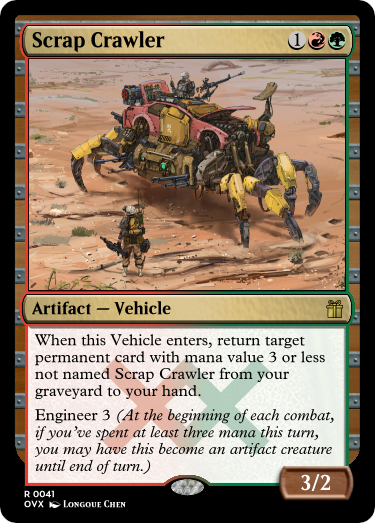 Scrap Crawler 1
Artifact — Vehicle
When this Vehicle enters, return target
permanent card with mana value 3 or less
not named Scrap Crawler from your
graveyard to your hand.
Engineer 3 (At the beginning of each combat,
if you've spent at least three mana this turn,
you may have this become an artifact creature
until end of turn.)
3/2
R 0041
OVX Longque Chen